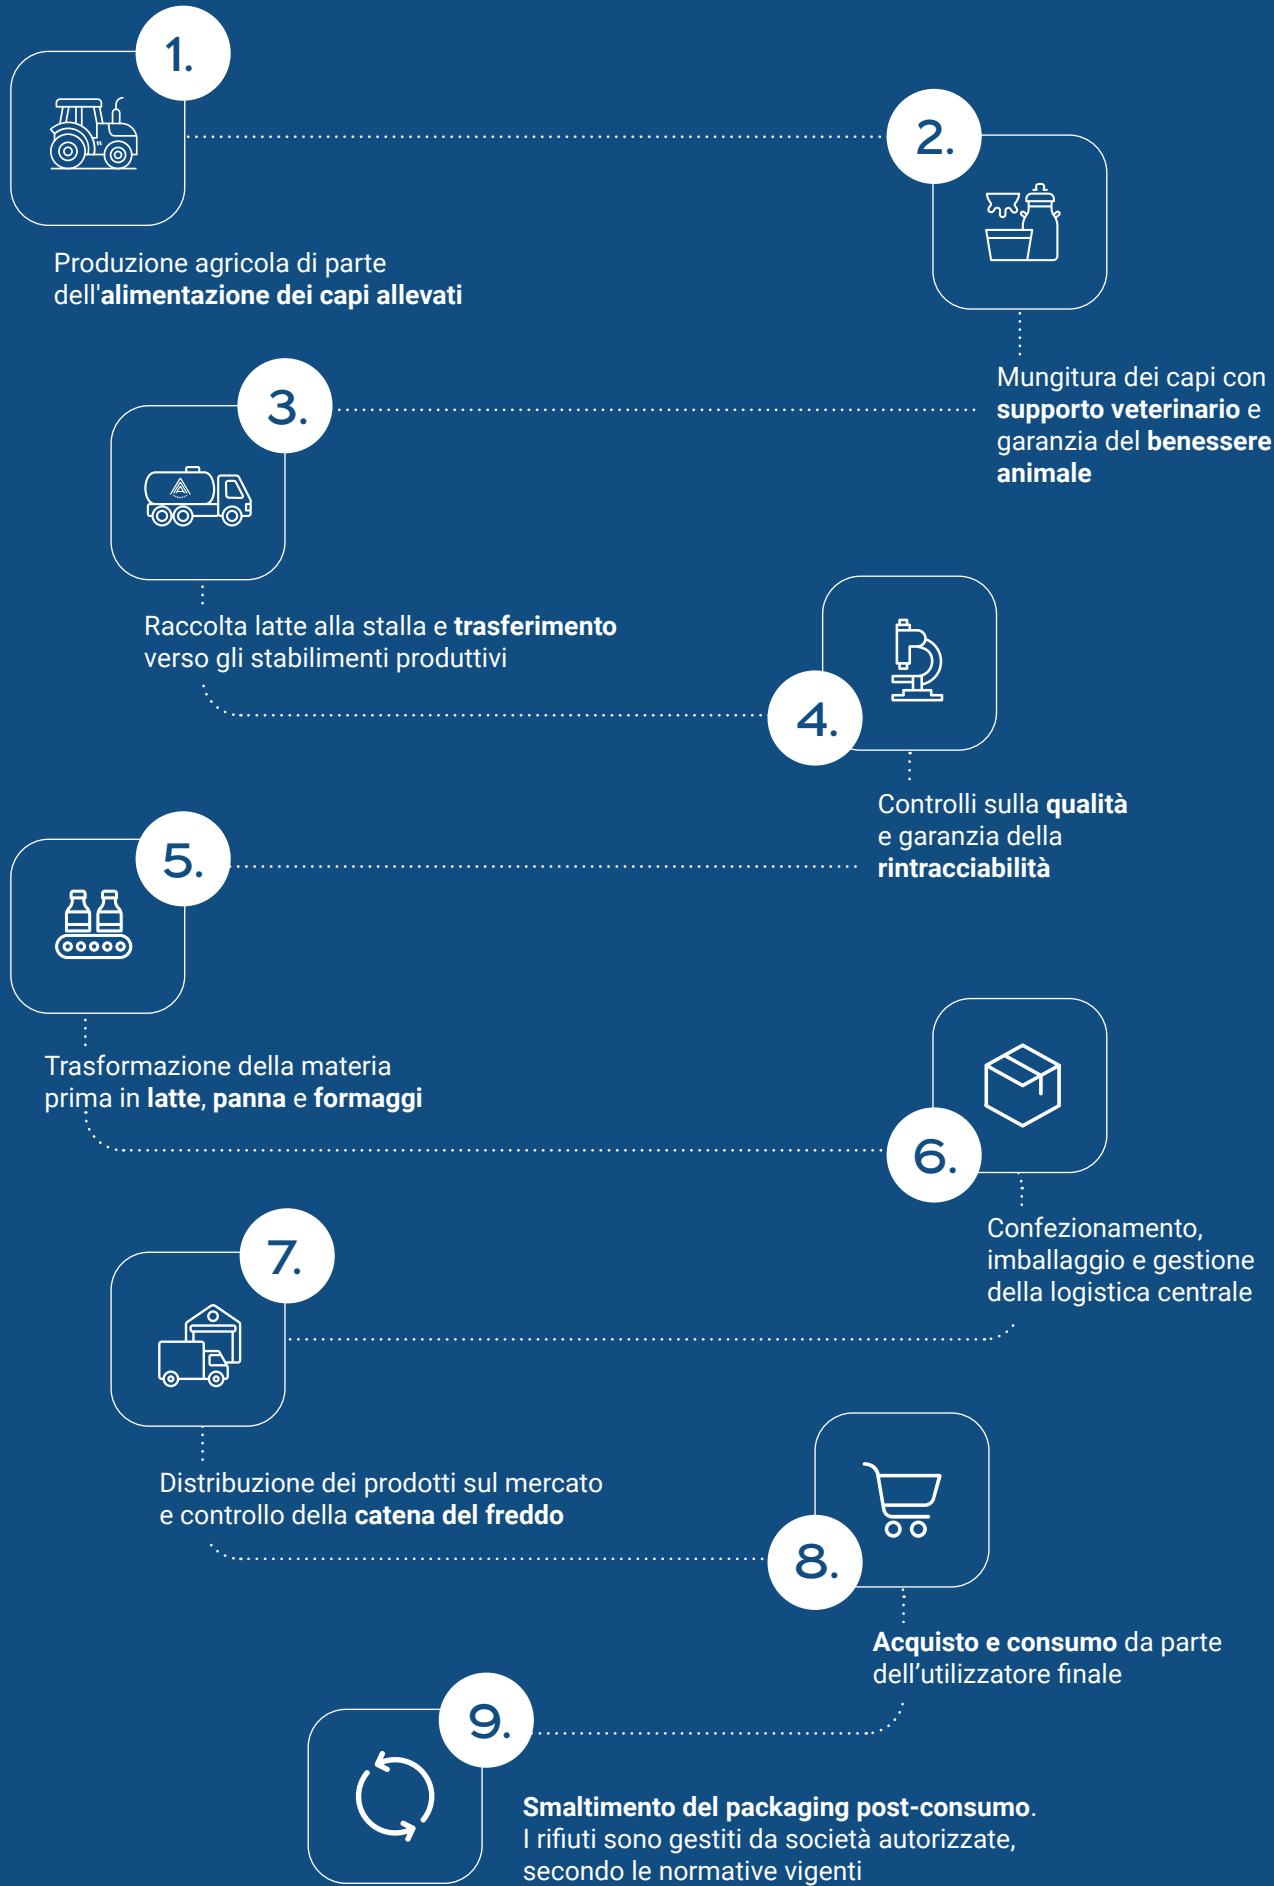 1.
Produzione agricola di parte
dell'alimentazione dei capi allevati
2.
Mungitura dei capi con
supporto veterinario e
garanzia del benessere
animale
3.
Raccolta latte alla stalla e trasferimento
verso gli stabilimenti produttivi
4.
Controlli sulla qualità
e garanzia della
rintracciabilità
5.
Trasformazione della materia
prima in latte, panna e formaggi
6.
Confezionamento,
imballaggio e gestione
della logistica centrale
7.
Distribuzione dei prodotti sul mercato
e controllo della catena del freddo
8.
Acquisto e consumo da parte
dell’utilizzatore finale
9.
Smaltimento del packaging post-consumo.
I rifiuti sono gestiti da società autorizzate,
secondo le normative vigenti